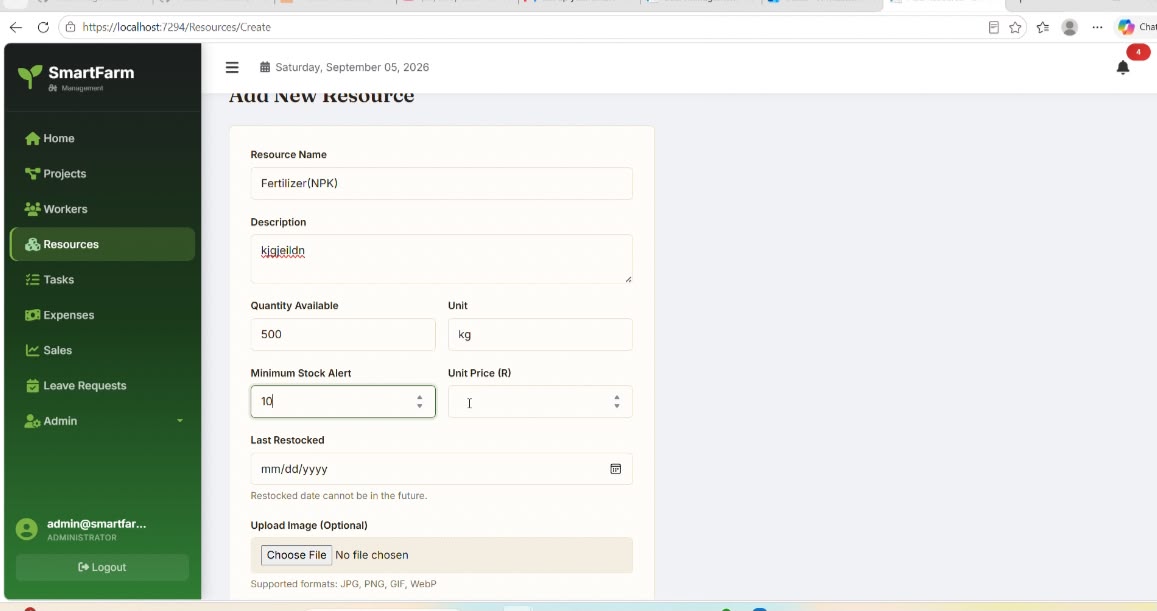 https://localhost:7294/Resources/Create
Chat
SmartFarm
Management
Saturday, September 05, 2026
4
Add New Resource
Home
Projects
Workers
Resources
Tasks
Expenses
Sales
Leave Requests
Admin
admin@smartfar...
ADMINISTRATOR
Logout
Resource Name
Fertilizer(NPK)
Description
kjgjeildn
Quantity Available
Unit
500
kg
Minimum Stock Alert
Unit Price (R)
10
Last Restocked
mm/dd/yyyy
Restocked date cannot be in the future.
Upload Image (Optional)
Choose File No file chosen
Supported formats: JPG, PNG, GIF, WebP